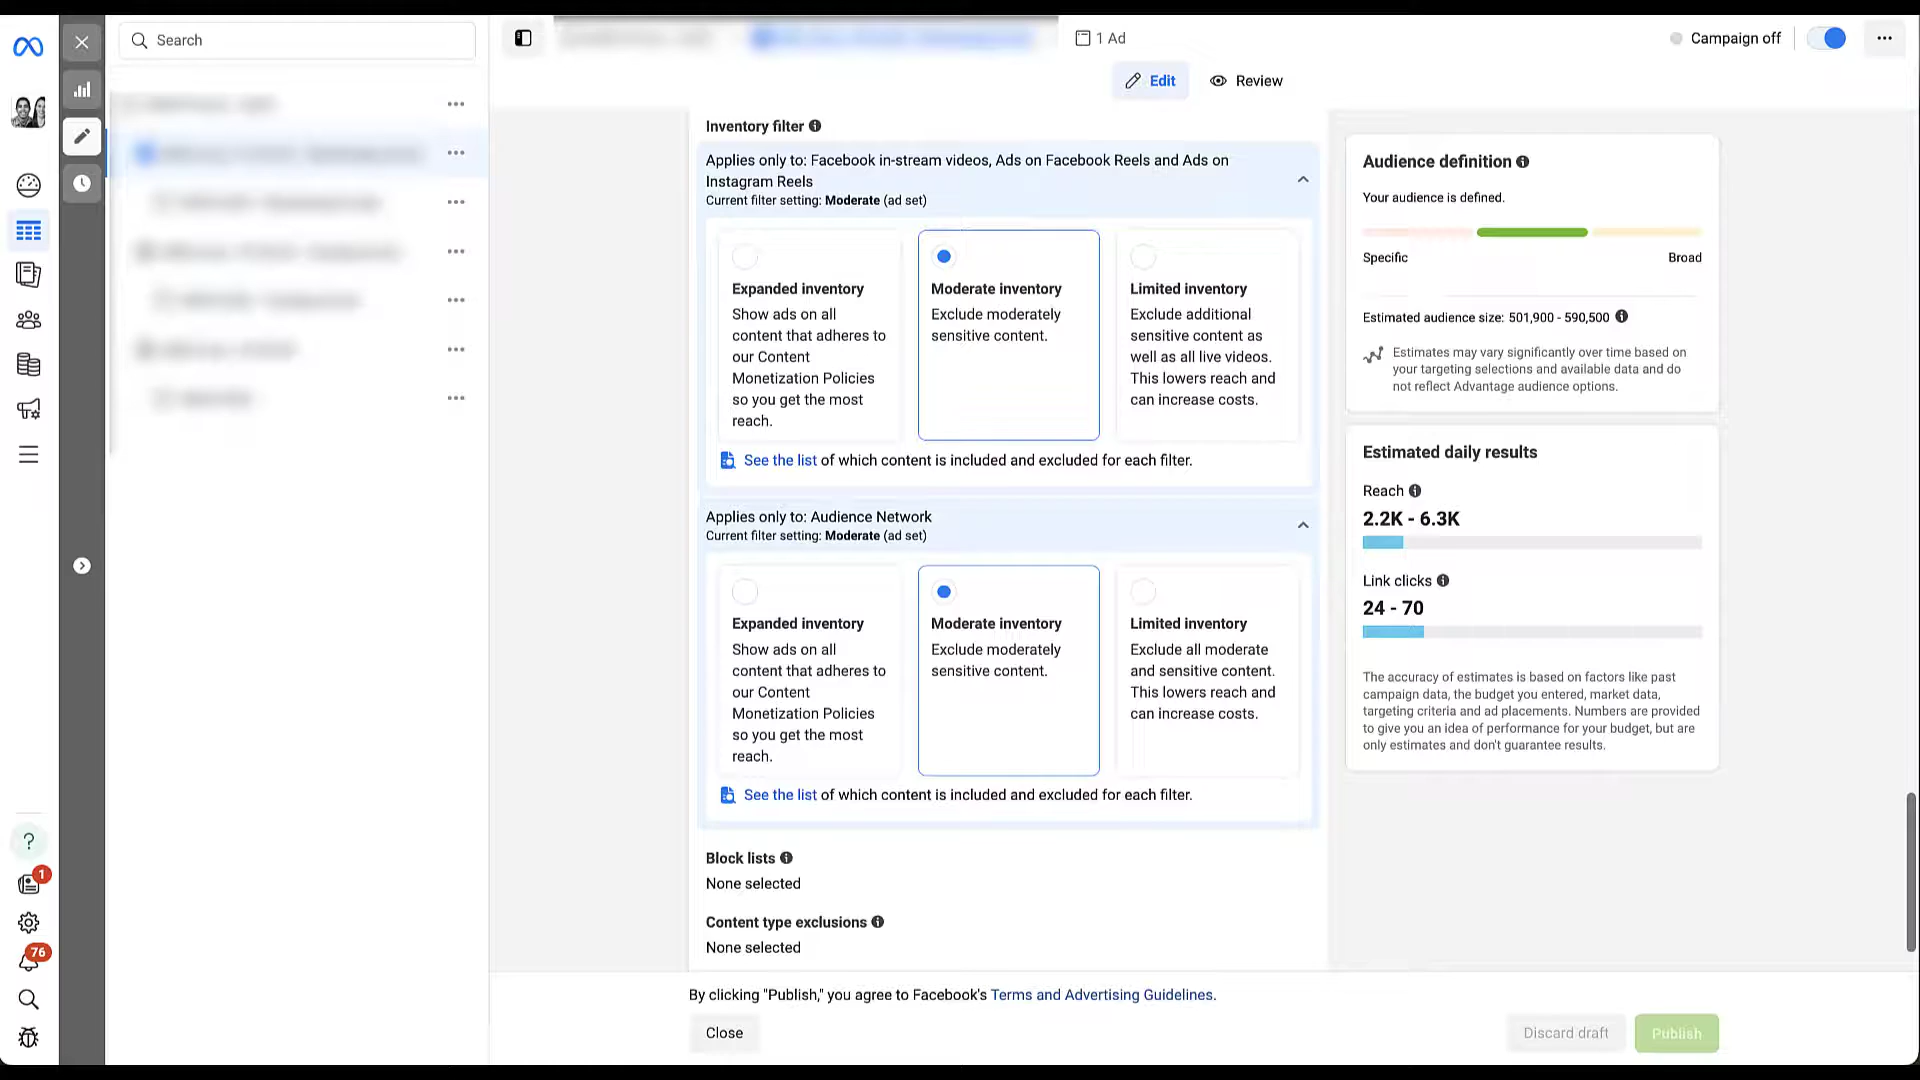 Search
1 Ad
Campaign off
Edit
Review
Inventory filter
Applies only to: Facebook in-stream videos, Ads on Facebook Reels and Ads on
Instagram Reels
Current filter setting: Moderate (ad set)
Expanded inventory
Show ads on all
content that adheres to
our Content
Monetization Policies
so you get the most
reach.
Moderate inventory
Exclude moderately
sensitive content.
Limited inventory
Exclude additional
sensitive content as
well as all live videos.
This lowers reach and
can increase costs.
See the list of which content is included and excluded for each filter.
Applies only to: Audience Network
Current filter setting: Moderate (ad set)
Expanded inventory
Show ads on all
content that adheres to
our Content
Monetization Policies
so you get the most
reach.
Moderate inventory
Exclude moderately
sensitive content.
Limited inventory
Exclude all moderate
and sensitive content.
This lowers reach and
can increase costs.
See the list of which content is included and excluded for each filter.
Block lists
None selected
Content type exclusions
None selected
Audience definition
Your audience is defined.
Specific
Broad
Estimated audience size: 501,900 - 590,500
Estimates may vary significantly over time based on
your targeting selections and available data and do
not reflect Advantage audience options.
Estimated daily results
Reach
2.2K - 6.3K
Link clicks
24 - 70
The accuracy of estimates is based on factors like past
campaign data, the budget you entered, market data,
targeting criteria and ad placements. Numbers are provided
to give you an idea of performance for your budget, but are
only estimates and don't guarantee results.
1
76
By clicking "Publish," you agree to Facebook's Terms and Advertising Guidelines.
Close
Discard draft
Publish